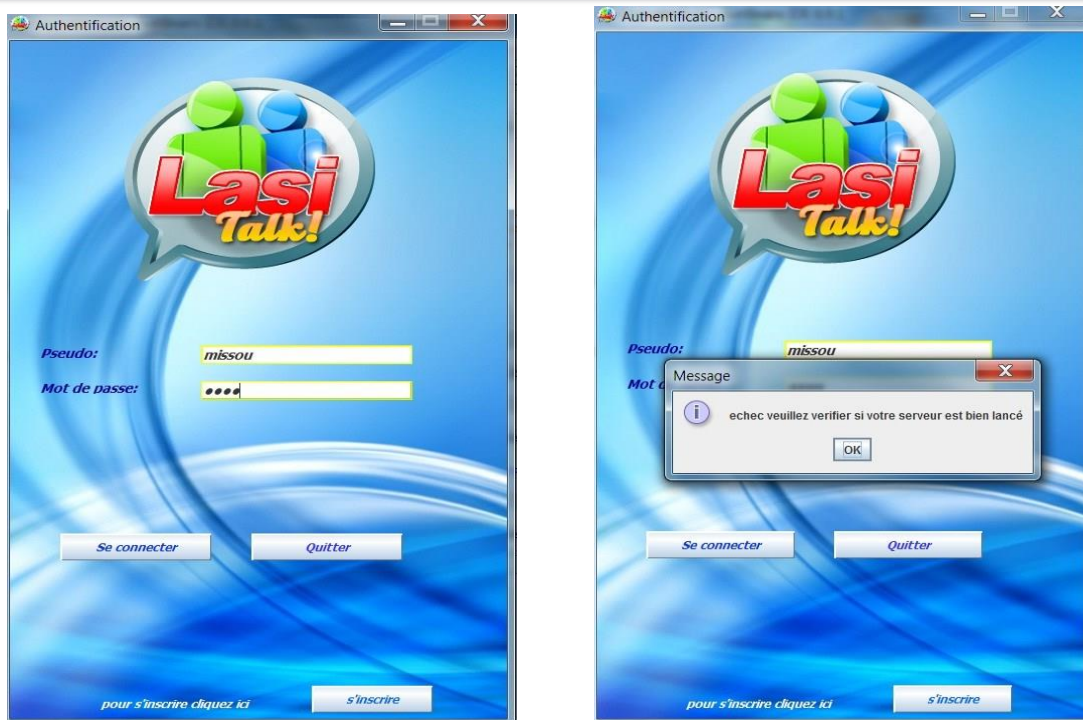 Authentification
Lasi
Talk!
Pseudo:
missou
Mot de passe:
Se connecter
Quitter
pour s'inscrire cliquez ici
s'inscrire
Authentification
Lasi
Talk!
Pseudo:
missou
Message
echec veuillez verifier si votre serveur est bien lancé
OK
Se connecter
Quitter
pour s'inscrire cliquez ici
s'inscrire